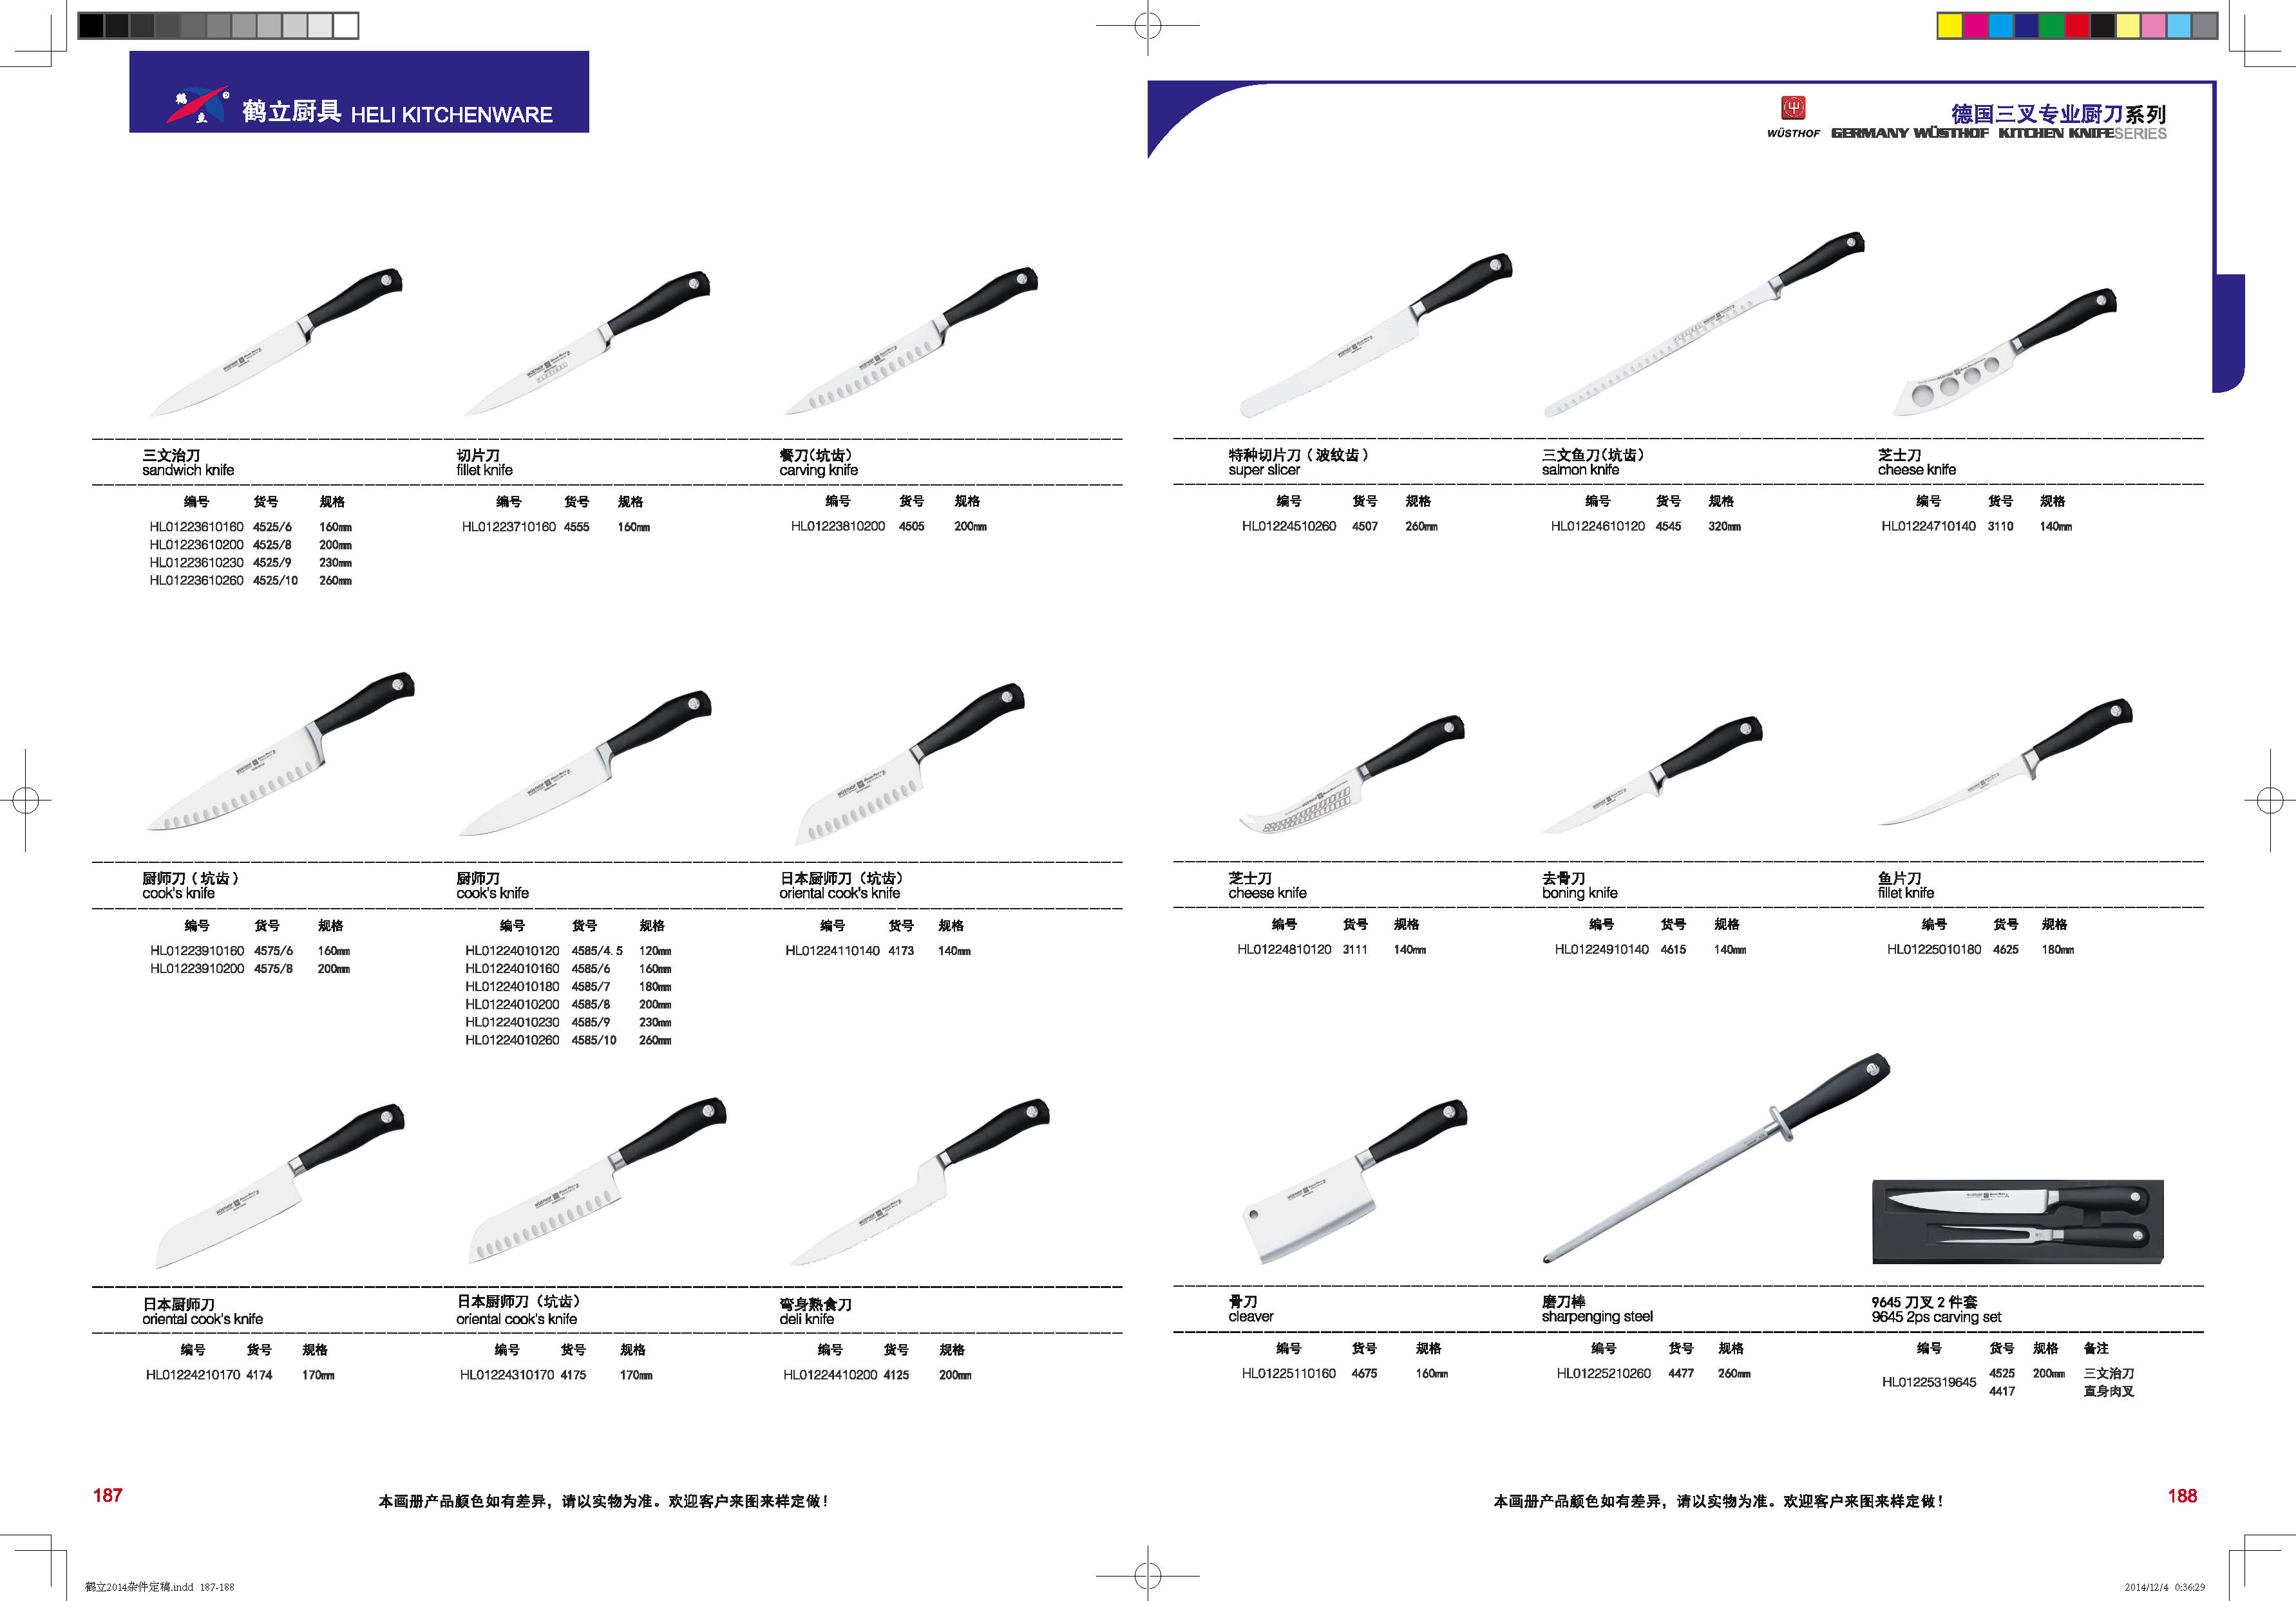 鹤立厨具 HELI KITCHENWARE
三文治刀
sandwich knife
编号 货号 规格
HL01223610160 4525/6 160mm
HL01223610200 4525/8 200mm
HL01223610230 4525/9 230mm
HL01223610260 4525/10 260mm
切片刀
fillet knife
编号 货号 规格
HL01223710160 4555 160mm
餐刀(坑齿)
carving knife
编号 货号 规格
HL01223810200 4505 200mm
厨师刀(坑齿)
cook's knife
编号 货号 规格
HL01223910160 4575/6 160mm
HL01223910200 4575/8 200mm
厨师刀
cook's knife
编号 货号 规格
HL01224010120 4585/4.5 120mm
HL01224010160 4585/6 160mm
HL01224010180 4585/7 180mm
HL01224010200 4585/8 200mm
HL01224010230 4585/9 230mm
HL01224010260 4585/10 260mm
日本厨师刀(坑齿)
oriental cook's knife
编号 货号 规格
HL01224110140 4173 140mm
日本厨师刀
oriental cook's knife
编号 货号 规格
HL01224210170 4174 170mm
日本厨师刀(坑齿)
oriental cook's knife
编号 货号 规格
HL01224310170 4175 170mm
弯身熟食刀
deli knife
编号 货号 规格
HL01224410200 4125 200mm
187
本画册产品颜色如有差异，请以实物为准。欢迎客户来图来样定做！
鹤立2014杂件定稿.indd 187-188
德国三叉专业厨刀系列
WÜSTHOF GERMANY WÜSTHOF KITCHEN KNIFESERIES
特种切片刀(波纹齿)
super slicer
编号 货号 规格
HL01224510260 4507 260mm
三文鱼刀(坑齿)
salmon knife
编号 货号 规格
HL01224610120 4545 320mm
芝士刀
cheese knife
编号 货号 规格
HL01224710140 3110 140mm
芝士刀
cheese knife
编号 货号 规格
HL01224810120 3111 140mm
去骨刀
boning knife
编号 货号 规格
HL01224910140 4615 140mm
鱼片刀
fillet knife
编号 货号 规格
HL01225010180 4625 180mm
骨刀
cleaver
编号 货号 规格
HL01225110160 4675 160mm
磨刀棒
sharpenging steel
编号 货号 规格
HL01225210260 4477 260mm
9645 刀叉 2 件套
9645 2ps carving set
编号 货号 规格 备注
HL01225319645 4525 200mm 三文治刀
4417 直身肉叉
本画册产品颜色如有差异，请以实物为准。欢迎客户来图来样定做！
188
2014/12/4 0:36:29